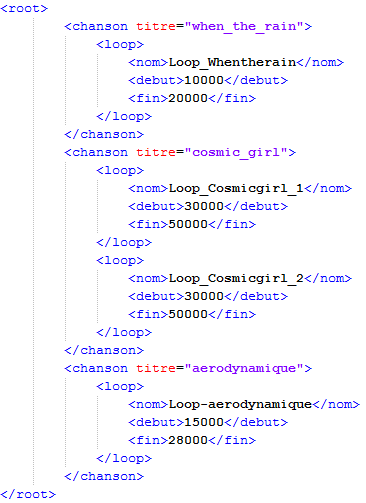 <root>
<chanson titre="when_the_rain">
<loop>
<nom>Loop_Whentherain</nom>
<debut>10000</debut>
<fin>20000</fin>
</loop>
</chanson>
<chanson titre="cosmic_girl">
<loop>
<nom>Loop_Cosmicgirl_1</nom>
<debut>30000</debut>
<fin>50000</fin>
</loop>
<loop>
<nom>Loop_Cosmicgirl_2</nom>
<debut>30000</debut>
<fin>50000</fin>
</loop>
</chanson>
<chanson titre="aerodynamique">
<loop>
<nom>Loop-aerodynamique</nom>
<debut>15000</debut>
<fin>28000</fin>
</loop>
</chanson>
</root>